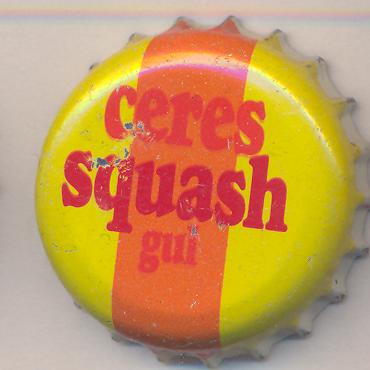 ceres
squash
gul